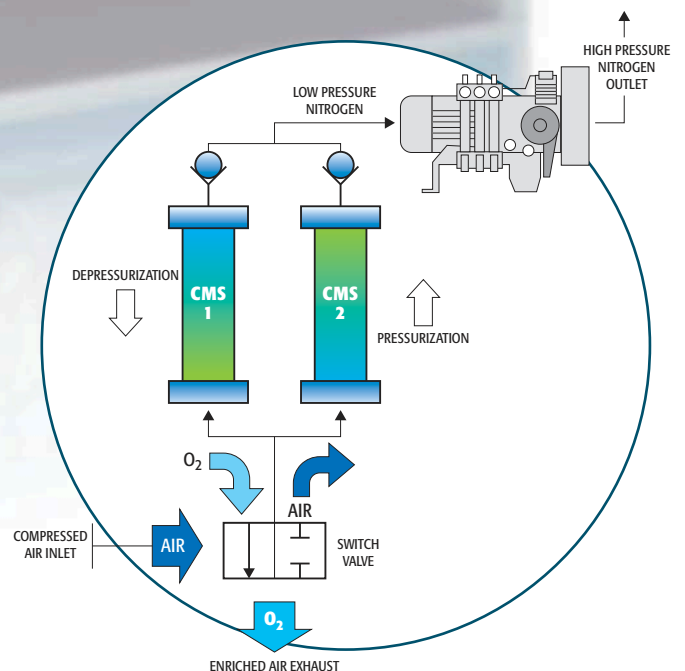 HIGH PRESSURE
NITROGEN
OUTLET
LOW PRESSURE
NITROGEN
DEPRESSURIZATION
CMS
1
CMS
2
PRESSURIZATION
O₂
AIR
COMPRESSED
AIR INLET
AIR
SWITCH
VALVE
O₂
ENRICHED AIR EXHAUST